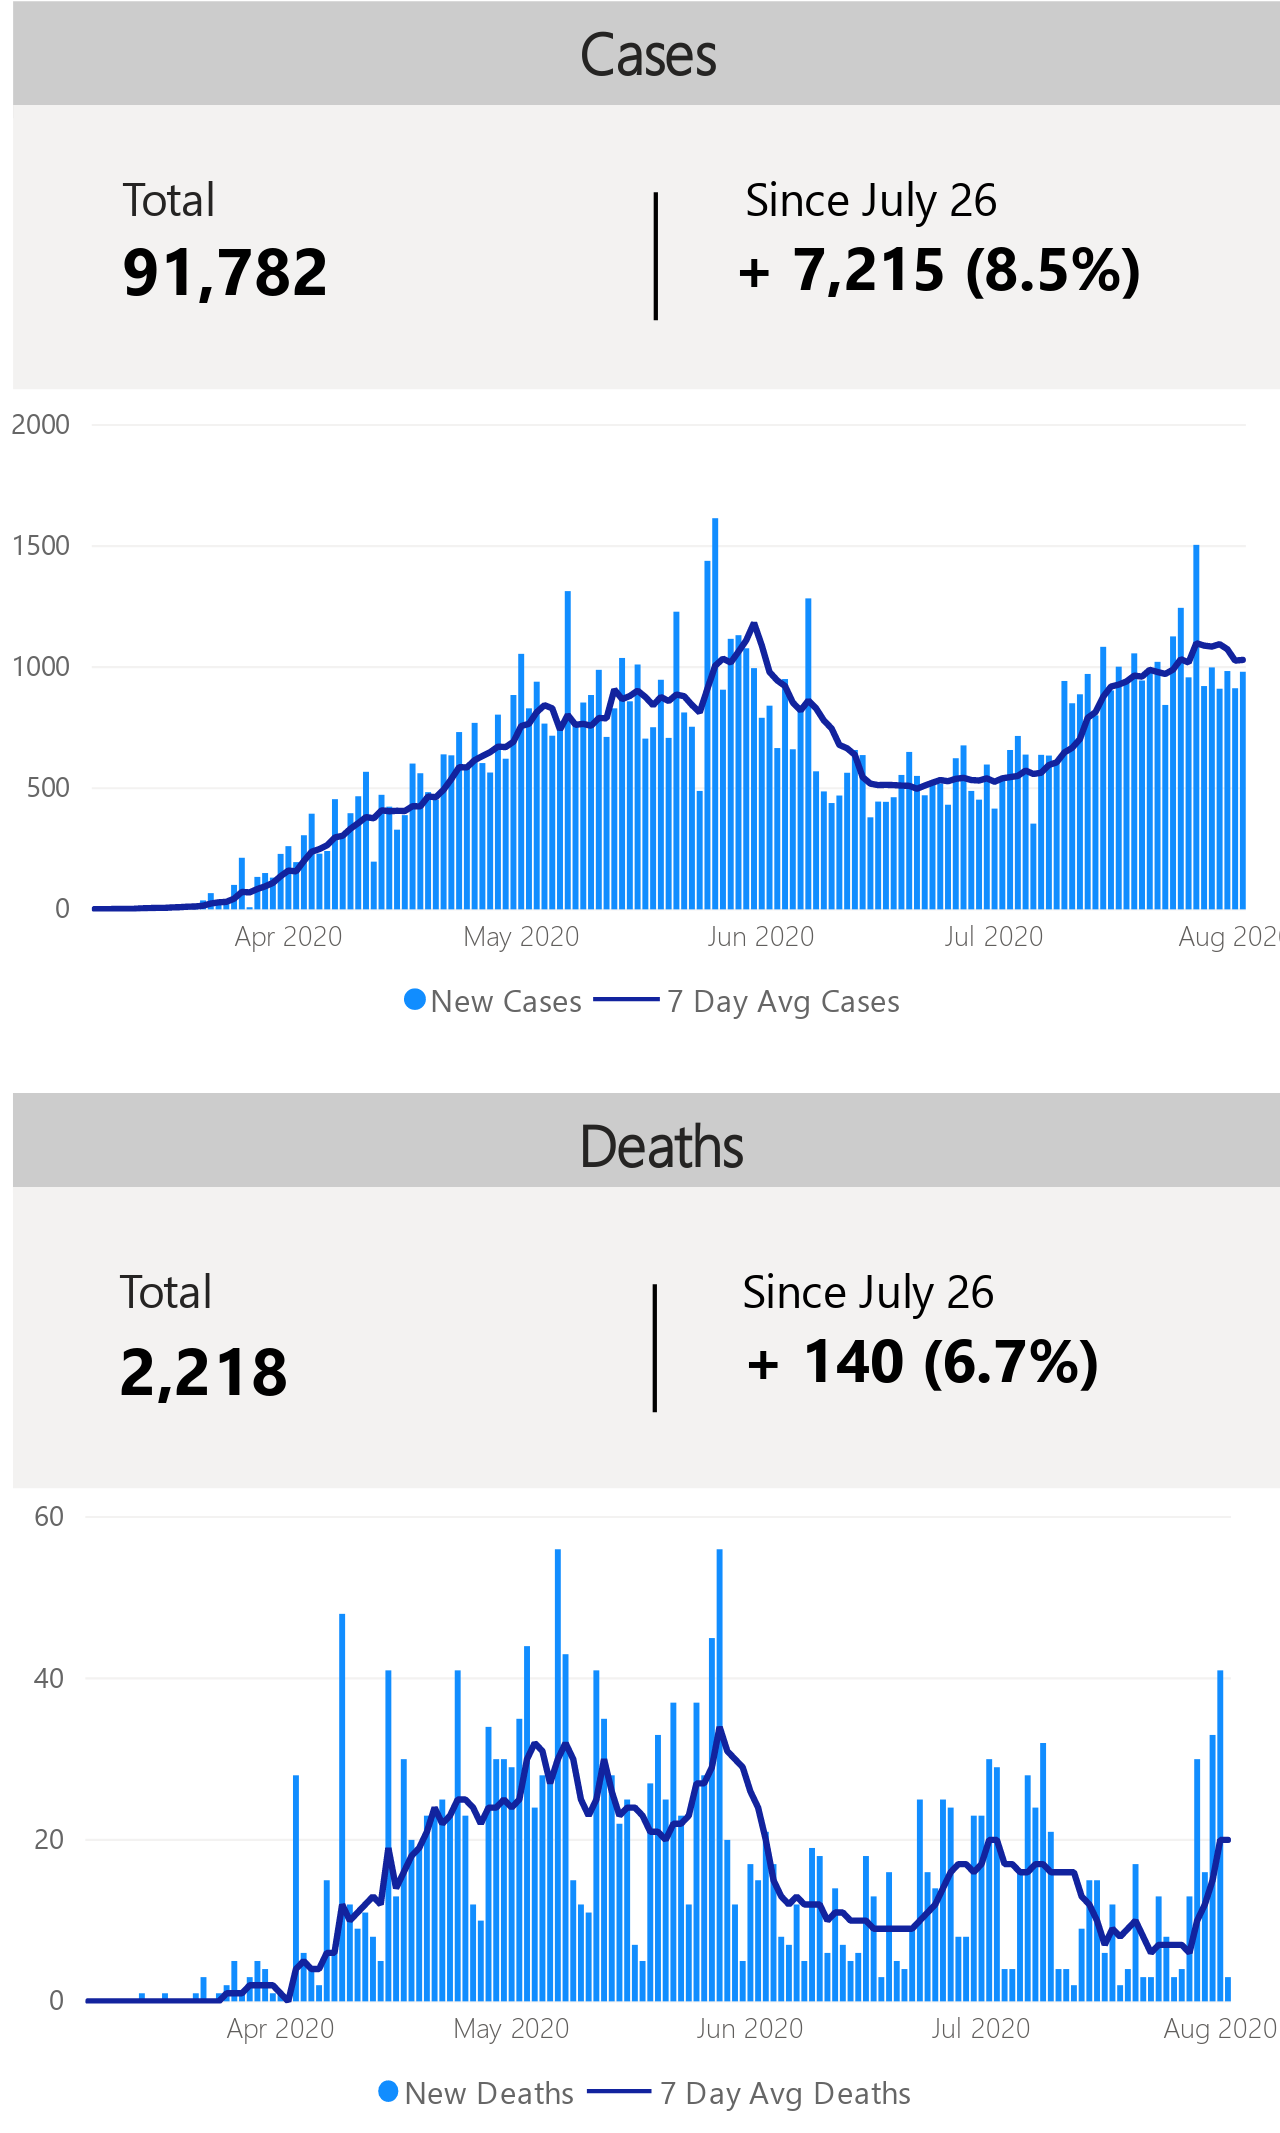 Cases
Total
Since July 26
91,782
+ 7,215 (8.5%)
2000
1500
1000
500
0
Apr 2020
May 2020
Jun 2020
Jul 2020
Aug 202
New Cases
7 Day Avg Cases
Deaths
Total
Since July 26
2,218
+ 140 (6.7%)
60
40
20
0
Apr 2020
May 2020
Jun 2020
Jul 2020
Aug 2020
New Deaths
7 Day Avg Deaths